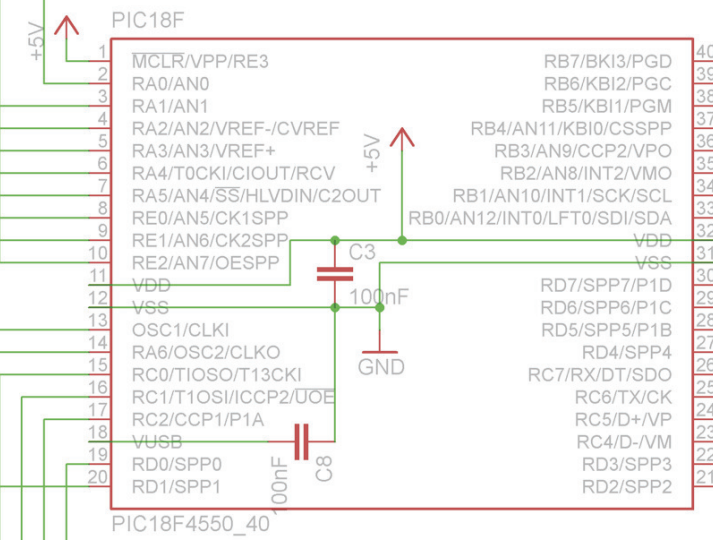 PIC18F
+5V
1 MCLR/VPP/RE3 RB7/BKI3/PGD 40
2 RA0/AN0 RB6/KBI2/PGC 39
3 RA1/AN1 RB5/KBI1/PGM 38
4 RA2/AN2/VREF-/CVREF RB4/AN11/KBI0/CSSPP 37
5 RA3/AN3/VREF+ +5V RB3/AN9/CCP2/VPO 36
6 RA4/T0CKI/CIOUT/RCV RB2/AN8/INT2/VMO 35
7 RA5/AN4/SS/HLVDIN/C2OUT RB1/AN10/INT1/SCK/SCL 34
8 RE0/AN5/CK1SPP RB0/AN12/INT0/LFT0/SDI/SDA 33
9 RE1/AN6/CK2SPP VDD 32
10 RE2/AN7/OESPP C3 VSS 31
11 VDD 100nF RD7/SPP7/P1D 30
12 VSS RD6/SPP6/P1C 29
13 OSC1/CLKI RD5/SPP5/P1B 28
14 RA6/OSC2/CLKO GND RD4/SPP4 27
15 RC0/TIOSO/T13CKI RC7/RX/DT/SDO 26
16 RC1/T1OSI/ICCP2/UOE RC6/TX/CK 25
17 RC2/CCP1/P1A RC5/D+/VP 24
18 VUSB RC4/D-/VM 23
19 RD0/SPP0 100nF C8 RD3/SPP3 22
20 RD1/SPP1 RD2/SPP2 21
PIC18F4550_40